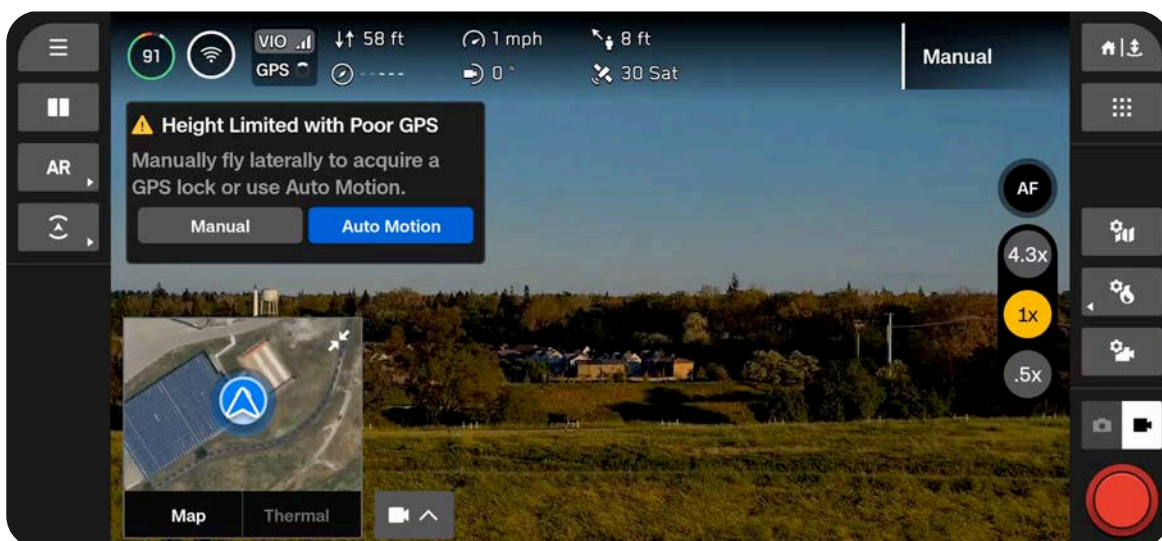 91
VIO
GPS
58 ft
-----
1 mph
0 °
8 ft
30 Sat
Manual
Height Limited with Poor GPS
Manually fly laterally to acquire a
GPS lock or use Auto Motion.
Manual
Auto Motion
AR
AF
4.3x
1x
.5x
Map
Thermal